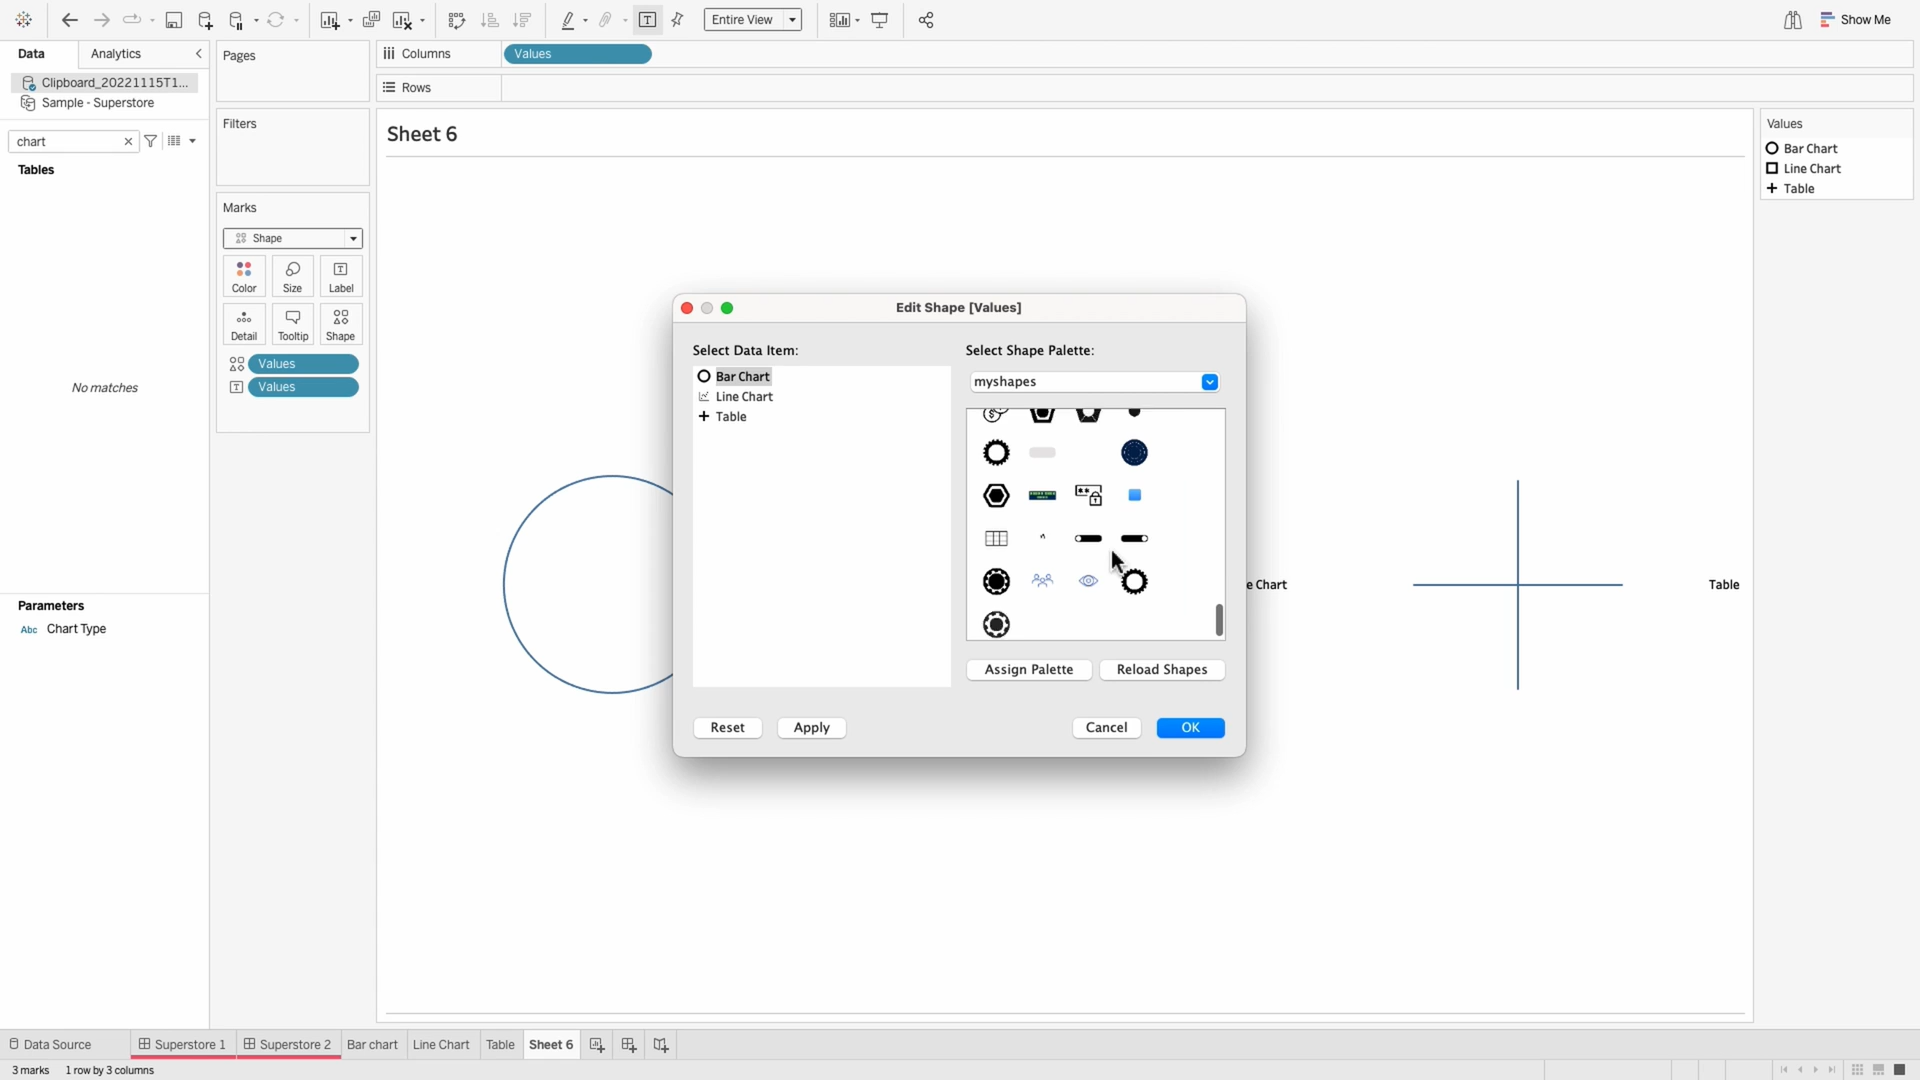 Entire View
Show Me
Data
Analytics
Pages
Columns
Values
Clipboard_20221115T1...
Sample - Superstore
Rows
Filters
chart
Tables
Sheet 6
Values
Bar Chart
Line Chart
Table
Marks
Shape
Color
Size
Label
Detail
Tooltip
Shape
Values
Values
No matches
Edit Shape [Values]
Select Data Item:
Select Shape Palette:
Bar Chart
Line Chart
Table
myshapes
Assign Palette
Reload Shapes
Reset
Apply
Cancel
OK
e Chart
Table
Parameters
Abc
Chart Type
Data Source
Superstore 1
Superstore 2
Bar chart
Line Chart
Table
Sheet 6
3 marks
1 row by 3 columns